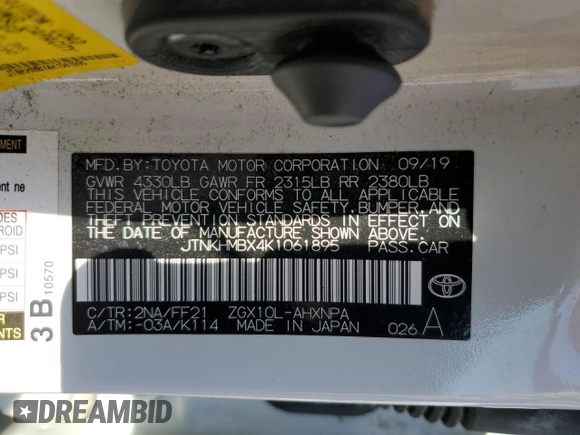 MFD. BY: TOYOTA MOTOR CORPORATION 09/19
GVWR 4330LB GAWR FR 2315LB RR 2380LB
THIS VEHICLE CONFORMS TO ALL APPLICABLE
FEDERAL MOTOR VEHICLE SAFETY, BUMPER AND
THEFT PREVENTION STANDARDS IN EFFECT ON
THE DATE OF MANUFACTURE SHOWN ABOVE.
JTNKHMBX4K1061895 PASS.CAR
C/TR: 2NA/FF21 ZGX10L-AHXNPA
A/TM: -03A/K114 MADE IN JAPAN 026 A
ent ne
PSI
PSI
PSI
3 B 10570
DREAMBID